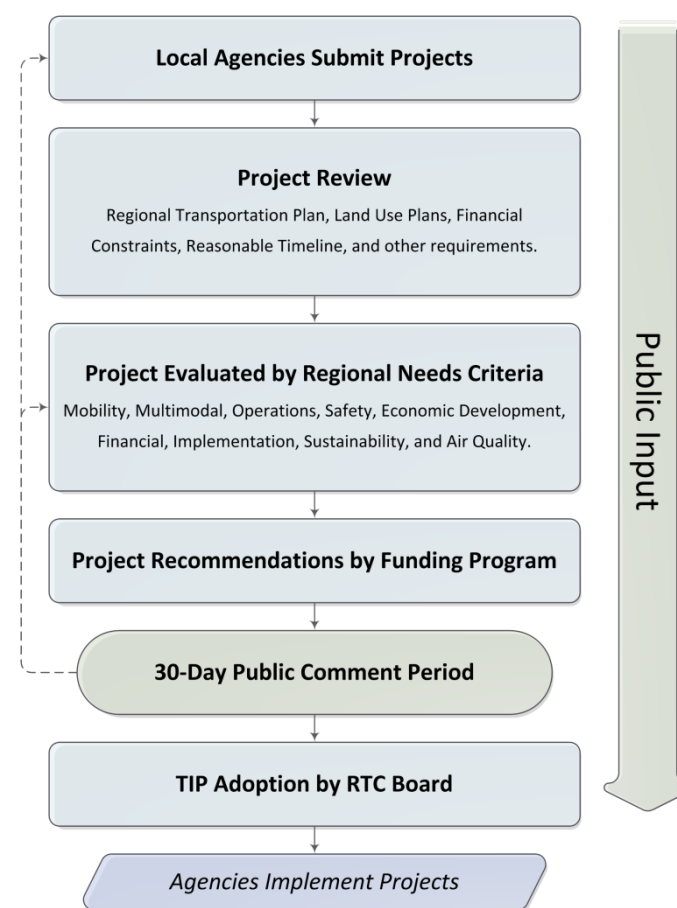 Local Agencies Submit Projects
Project Review
Regional Transportation Plan, Land Use Plans, Financial
Constraints, Reasonable Timeline, and other requirements.
Project Evaluated by Regional Needs Criteria
Mobility, Multimodal, Operations, Safety, Economic Development,
Financial, Implementation, Sustainability, and Air Quality.
Project Recommendations by Funding Program
30-Day Public Comment Period
TIP Adoption by RTC Board
Agencies Implement Projects
Public Input